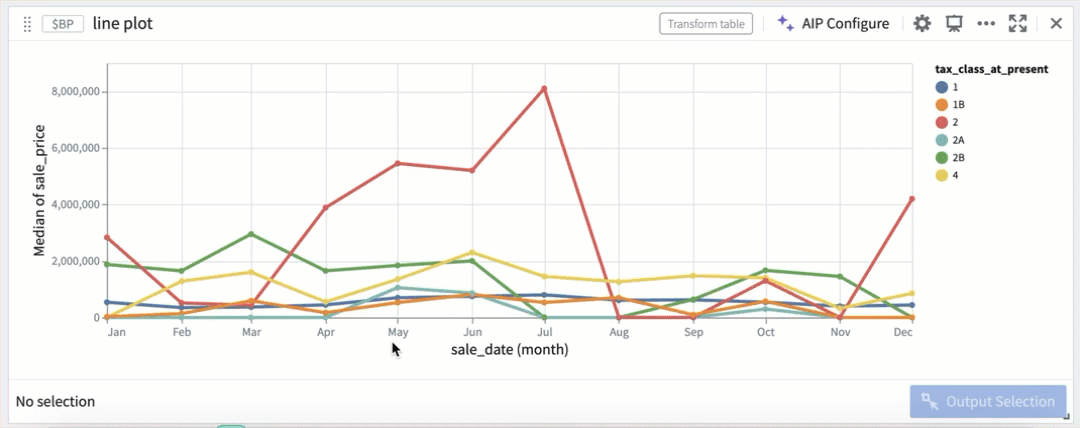 $BP line plot Transform table AIP Configure
Median of sale_price
8,000,000
6,000,000
4,000,000
2,000,000
0
Jan Feb Mar Apr May Jun Jul Aug Sep Oct Nov Dec
sale_date (month)
tax_class_at_present
1
1B
2
2A
2B
4
No selection Output Selection